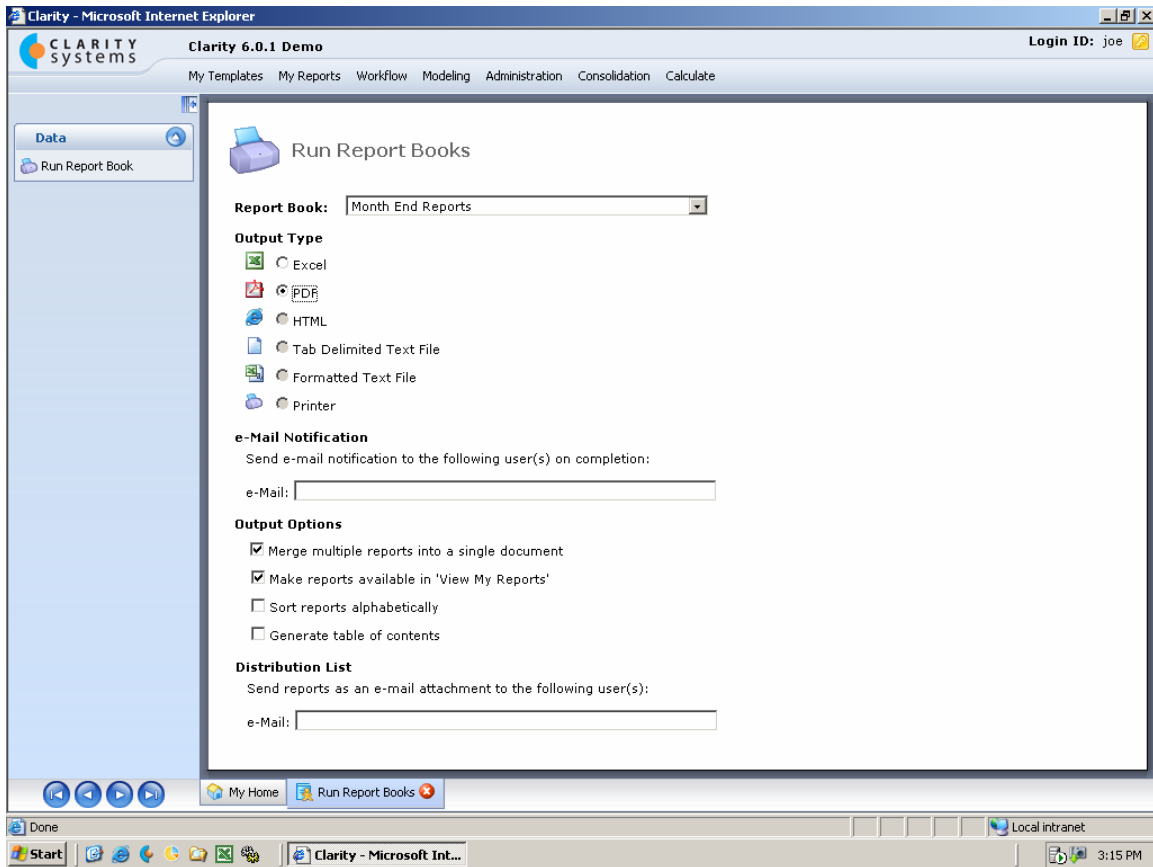 Clarity - Microsoft Internet Explorer
CLARITY
systems
Clarity 6.0.1 Demo
Login ID: joe
My Templates My Reports Workflow Modeling Administration Consolidation Calculate
Data
Run Report Book
Run Report Books
Report Book: Month End Reports
Output Type
Excel
PDF
HTML
Tab Delimited Text File
Formatted Text File
Printer
e-Mail Notification
Send e-mail notification to the following user(s) on completion:
e-Mail:
Output Options
Merge multiple reports into a single document
Make reports available in 'View My Reports'
Sort reports alphabetically
Generate table of contents
Distribution List
Send reports as an e-mail attachment to the following user(s):
e-Mail:
My Home Run Report Books
Done Local intranet
Start Clarity - Microsoft Int... 3:15 PM